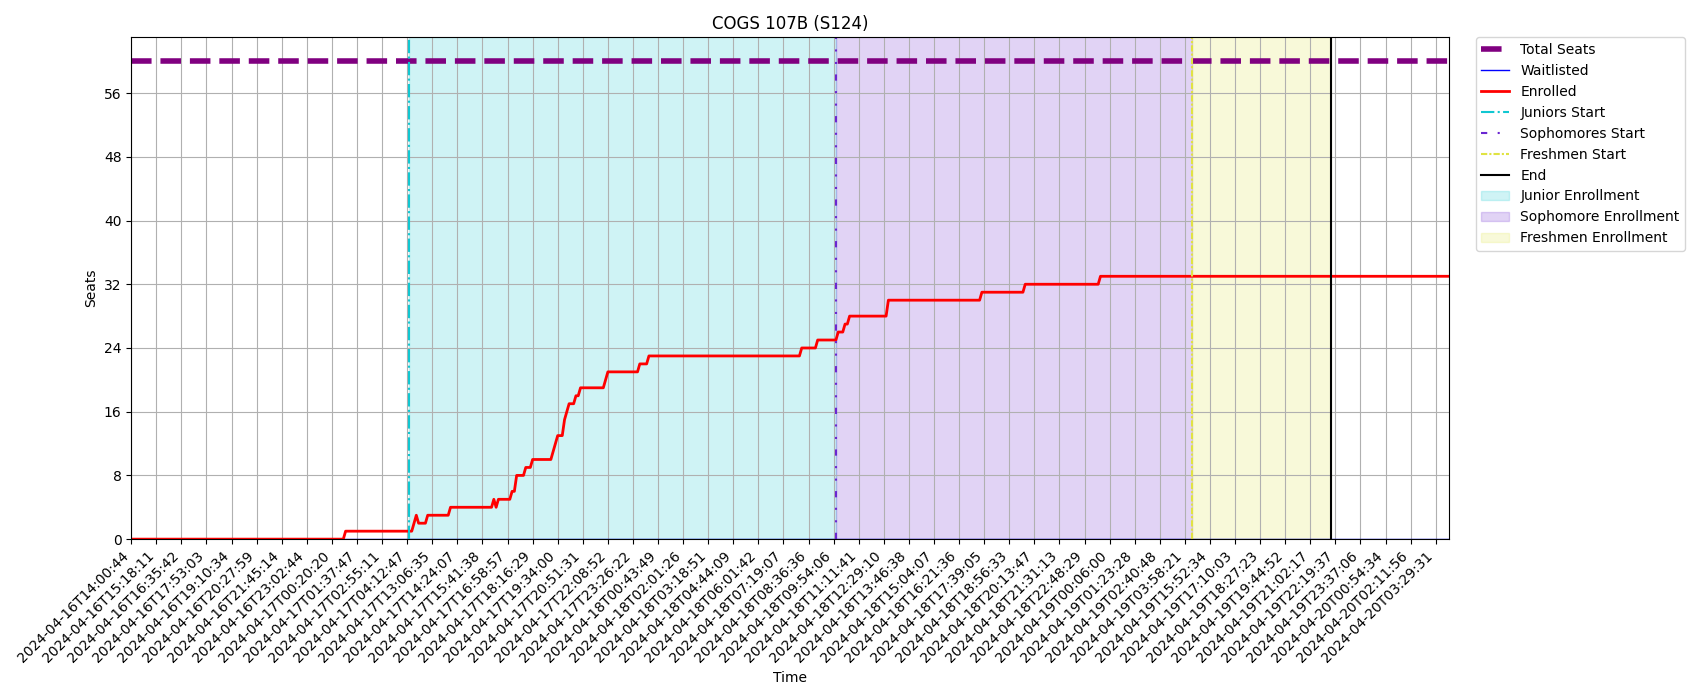 COGS 107B (S124)
Total Seats
Waitlisted
Enrolled
Juniors Start
Sophomores Start
Freshmen Start
End
Junior Enrollment
Sophomore Enrollment
Freshmen Enrollment
56
48
40
32
24
16
8
0
Seats
2024-04-16T14:00:44
2024-04-16T15:18:11
2024-04-16T16:35:42
2024-04-16T17:53:03
2024-04-16T19:10:34
2024-04-16T20:27:59
2024-04-16T21:45:14
2024-04-16T23:02:44
2024-04-17T00:20:20
2024-04-17T01:37:47
2024-04-17T02:55:11
2024-04-17T04:12:47
2024-04-17T13:06:35
2024-04-17T14:24:07
2024-04-17T15:41:38
2024-04-17T16:58:57
2024-04-17T18:16:29
2024-04-17T19:34:00
2024-04-17T20:51:31
2024-04-17T22:08:52
2024-04-17T23:26:22
2024-04-18T00:43:49
2024-04-18T02:01:26
2024-04-18T03:18:51
2024-04-18T04:44:09
2024-04-18T06:01:42
2024-04-18T07:19:07
2024-04-18T08:36:36
2024-04-18T09:54:06
2024-04-18T11:11:41
2024-04-18T12:29:10
2024-04-18T13:46:38
2024-04-18T15:04:07
2024-04-18T16:21:36
2024-04-18T17:39:05
2024-04-18T18:56:33
2024-04-18T20:13:47
2024-04-18T21:31:13
2024-04-18T22:48:29
2024-04-19T00:06:00
2024-04-19T01:23:28
2024-04-19T02:40:48
2024-04-19T03:58:21
2024-04-19T15:52:34
2024-04-19T17:10:03
2024-04-19T18:27:23
2024-04-19T19:44:52
2024-04-19T21:02:17
2024-04-19T22:19:37
2024-04-19T23:37:06
2024-04-20T00:54:34
2024-04-20T02:11:56
2024-04-20T03:29:31
Time